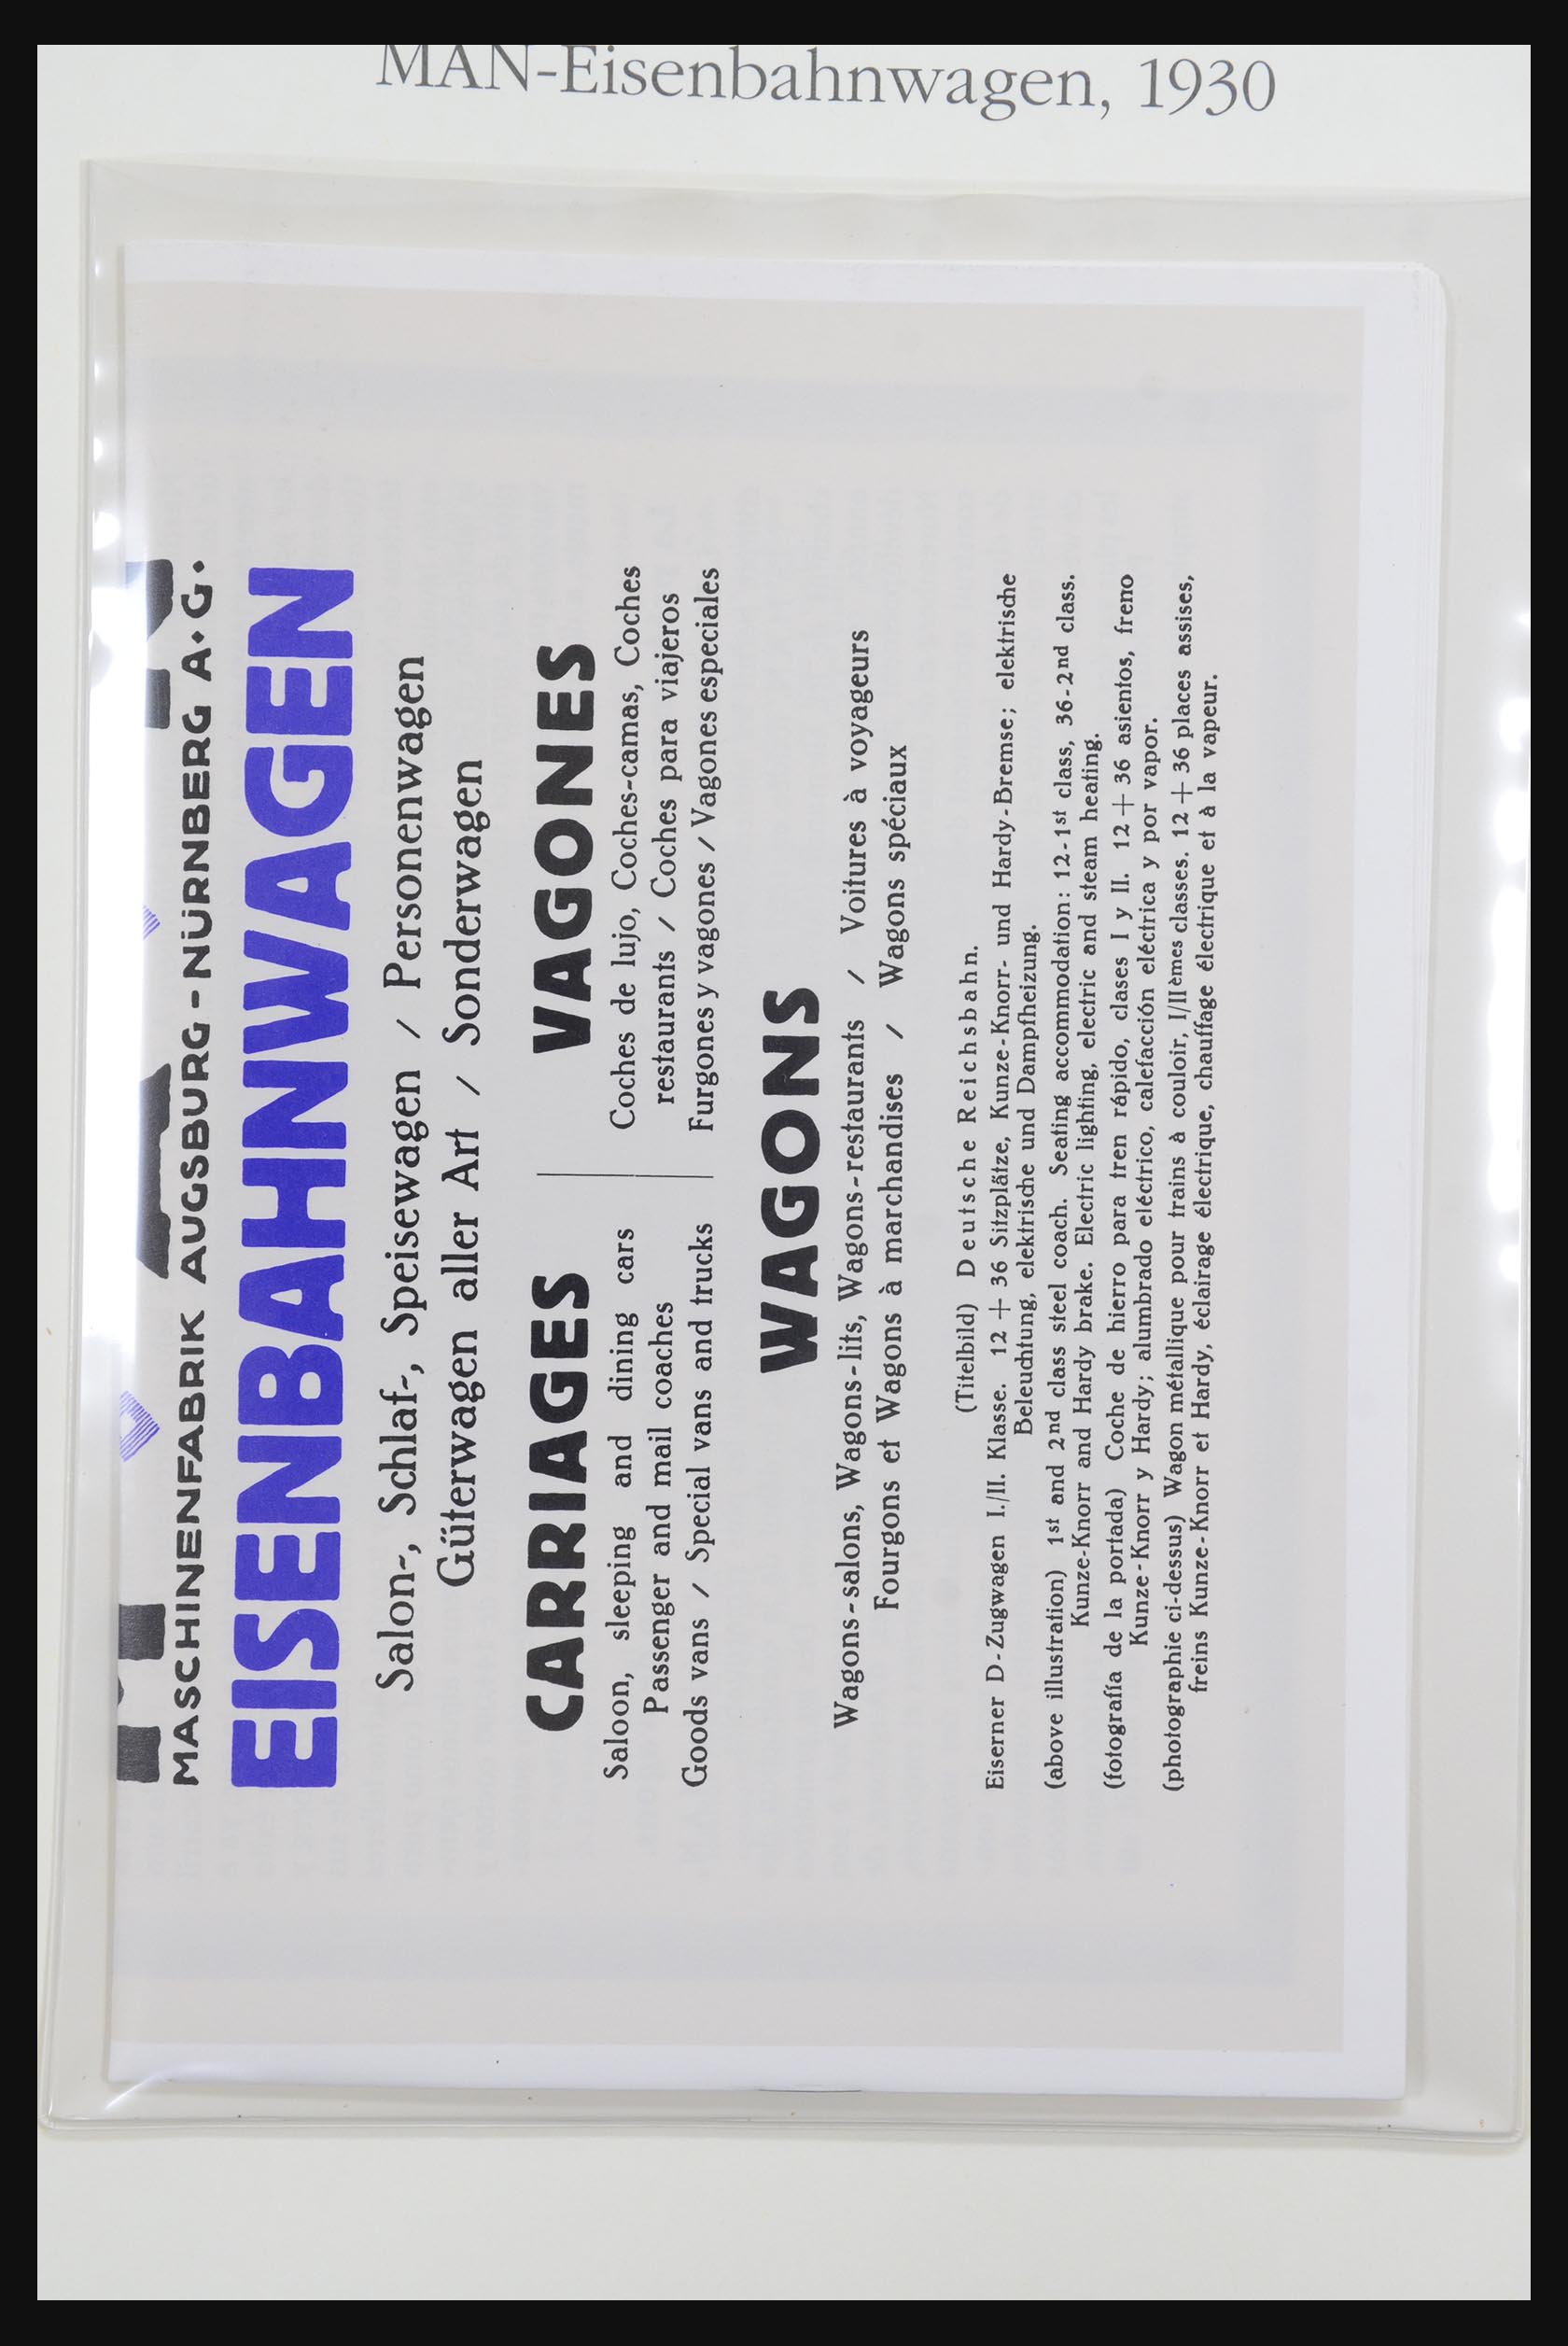 MAN-Eisenbahnwagen, 1930
MASCHINENFABRIK AUGSBURG-NÜRNBERG A·G·
EISENBAHNWAGEN
Salon-, Schlaf-, Speisewagen / Personenwagen
Güterwagen aller Art / Sonderwagen
CARRIAGES
Saloon, sleeping and dining cars
Passenger and mail coaches
Goods vans / Special vans and trucks
VAGONES
Coches de lujo, Coches-camas, Coches
restaurants / Coches para viajeros
Furgones y vagones / Vagones especiales
WAGONS
Wagons-salons, Wagons-lits, Wagons-restaurants / Voitures à voyageurs
Fourgons et Wagons à marchandises / Wagons spéciaux
(Titelbild) Deutsche Reichsbahn.
Eiserner D-Zugwagen I./II. Klasse. 12 + 36 Sitzplätze, Kunze-Knorr- und Hardy-Bremse; elektrische
Beleuchtung, elektrische und Dampfheizung.
(above illustration) 1st and 2nd class steel coach. Seating accommodation: 12-1st class, 36-2nd class.
Kunze-Knorr and Hardy brake. Electric lighting, electric and steam heating.
(fotografía de la portada) Coche de hierro para tren rápido, clases I y II. 12 + 36 asientos, freno
Kunze-Knorr y Hardy; alumbrado eléctrico, calefacción eléctrica y por vapor.
(photographie ci-dessus) Wagon métallique pour trains à couloir, I/IIèmes classes. 12 + 36 places assises,
freins Kunze-Knorr et Hardy, éclairage électrique, chauffage électrique et à la vapeur.